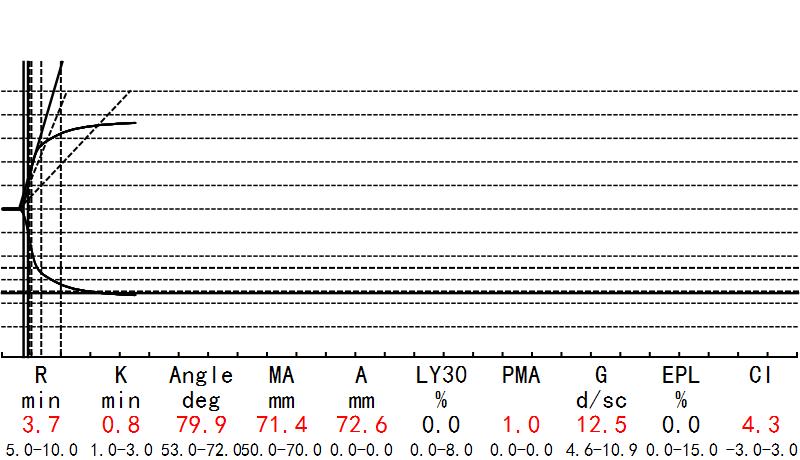 R K Angle MA A LY30 PMA G EPL CI
min min deg mm mm % d/sc %
3.7 0.8 79.9 71.4 72.6 0.0 1.0 12.5 0.0 4.3
5.0-10.0 1.0-3.0 53.0-72.0 50.0-70.0 0.0-0.0 0.0-8.0 0.0-0.0 4.6-10.9 0.0-15.0 -3.0-3.0